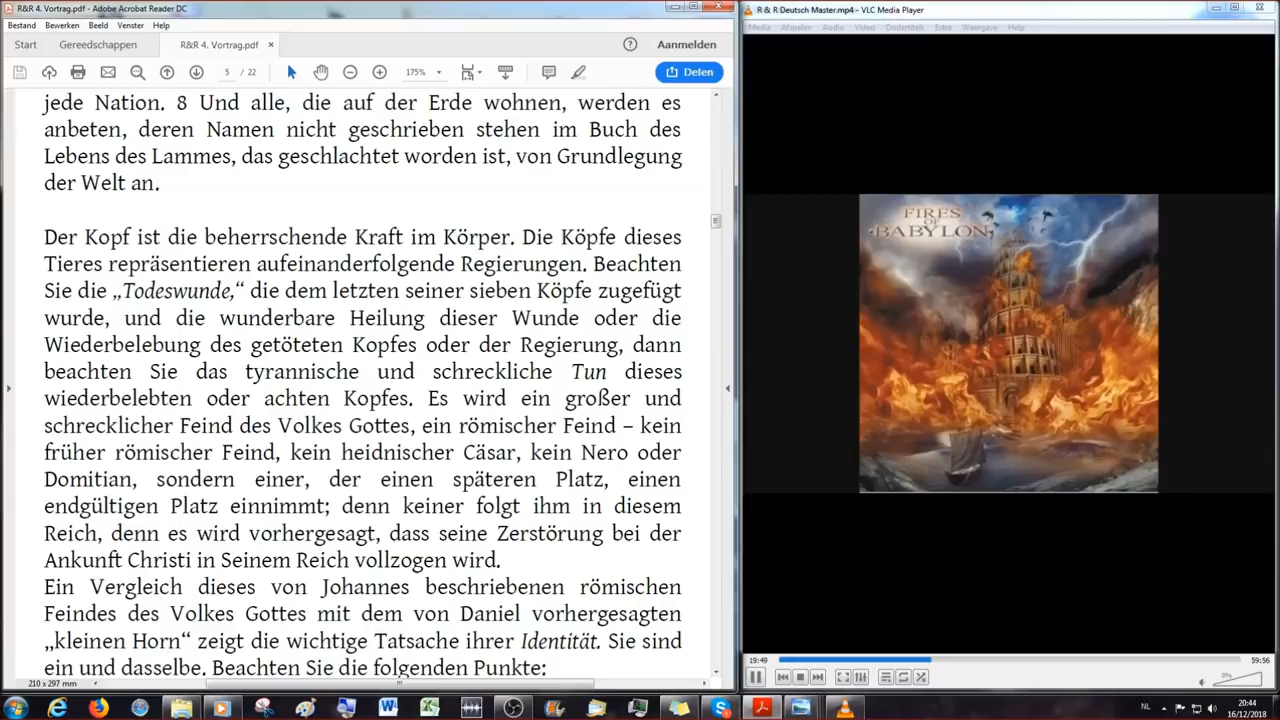 R&R 4. Vortrag.pdf - Adobe Acrobat Reader DC
Bestand Bewerken Beeld Venster Help
Start Gereedschappen R&R 4. Vortrag.pdf × Aanmelden
5 / 22 175% Delen
jede Nation. 8 Und alle, die auf der Erde wohnen, werden es
anbeten, deren Namen nicht geschrieben stehen im Buch des
Lebens des Lammes, das geschlachtet worden ist, von Grundlegung
der Welt an.
Der Kopf ist die beherrschende Kraft im Körper. Die Köpfe dieses
Tieres repräsentieren aufeinanderfolgende Regierungen. Beachten
Sie die „Todeswunde,“ die dem letzten seiner sieben Köpfe zugefügt
wurde, und die wunderbare Heilung dieser Wunde oder die
Wiederbelebung des getöteten Kopfes oder der Regierung, dann
beachten Sie das tyrannische und schreckliche Tun dieses
wiederbelebten oder achten Kopfes. Es wird ein großer und
schrecklicher Feind des Volkes Gottes, ein römischer Feind – kein
früher römischer Feind, kein heidnischer Cäsar, kein Nero oder
Domitian, sondern einer, der einen späteren Platz, einen
endgültigen Platz einnimmt; denn keiner folgt ihm in diesem
Reich, denn es wird vorhergesagt, dass seine Zerstörung bei der
Ankunft Christi in Seinem Reich vollzogen wird.
Ein Vergleich dieses von Johannes beschriebenen römischen
Feindes des Volkes Gottes mit dem von Daniel vorhergesagten
„kleinen Horn“ zeigt die wichtige Tatsache ihrer Identität. Sie sind
ein und dasselbe. Beachten Sie die folgenden Punkte:
210 x 297 mm
R & R Deutsch Master.mp4 - VLC Media Player
Media Afspelen Audio Video Ondertitels Extra Weergave Help
FIRES
OF
BABYLON
19:49 59:56
0%
NL 20:44
16/12/2018